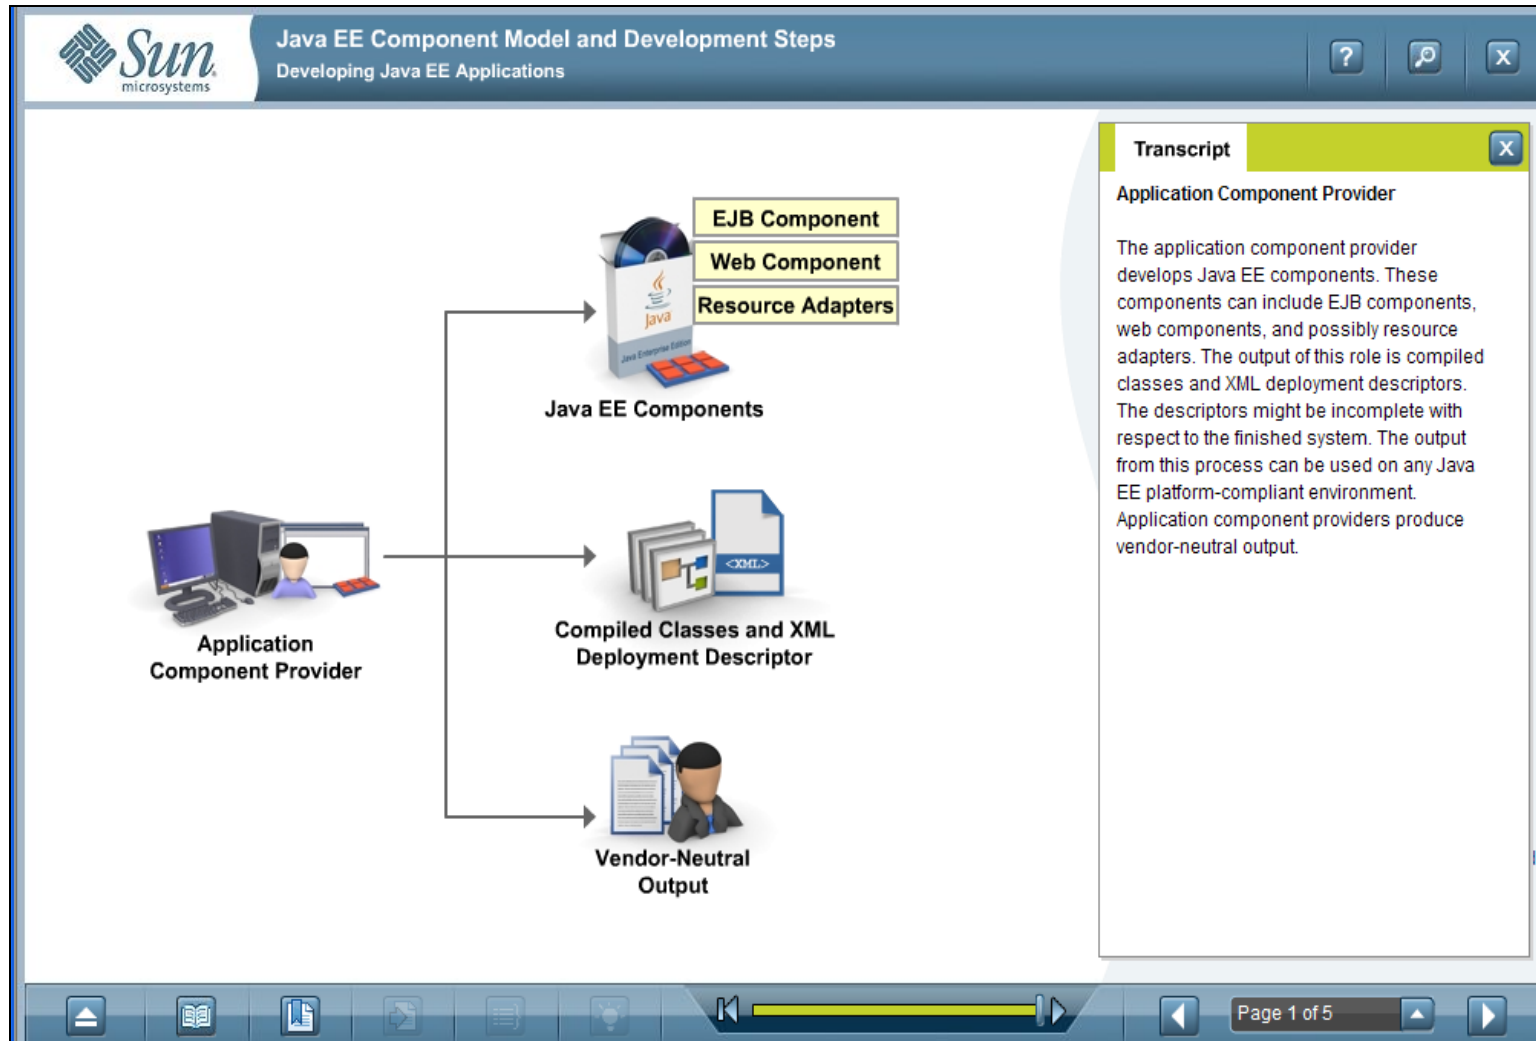 Sun
microsystems
Java EE Component Model and Development Steps
Developing Java EE Applications
?
X
EJB Component
Web Component
Resource Adapters
Java
Java Enterprise Edition
Java EE Components
<XML>
Compiled Classes and XML
Deployment Descriptor
Application
Component Provider
Vendor-Neutral
Output
Transcript
X
Application Component Provider
The application component provider
develops Java EE components. These
components can include EJB components,
web components, and possibly resource
adapters. The output of this role is compiled
classes and XML deployment descriptors.
The descriptors might be incomplete with
respect to the finished system. The output
from this process can be used on any Java
EE platform-compliant environment.
Application component providers produce
vendor-neutral output.
Page 1 of 5